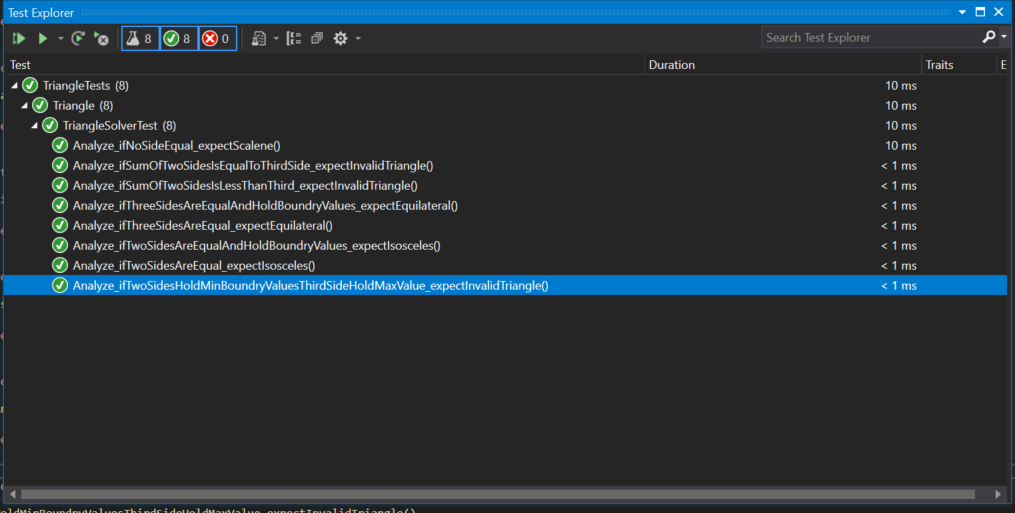 Test Explorer
8 8 0
Search Test Explorer
Test Duration Traits E
TriangleTests (8) 10 ms
Triangle (8) 10 ms
TriangleSolverTest (8) 10 ms
Analyze_ifNoSideEqual_expectScalene() 10 ms
Analyze_ifSumOfTwoSidesIsEqualToThirdSide_expectInvalidTriangle() < 1 ms
Analyze_ifSumOfTwoSidesIsLessThanThird_expectInvalidTriangle() < 1 ms
Analyze_ifThreeSidesAreEqualAndHoldBoundryValues_expectEquilateral() < 1 ms
Analyze_ifThreeSidesAreEqual_expectEquilateral() < 1 ms
Analyze_ifTwoSidesAreEqualAndHoldBoundryValues_expectIsosceles() < 1 ms
Analyze_ifTwoSidesAreEqual_expectIsosceles() < 1 ms
Analyze_ifTwoSidesHoldMinBoundryValuesThirdSideHoldMaxValue_expectInvalidTriangle() < 1 ms
oldMinBoundryValuesThirdSideHoldMaxValue_expectInvalidTriangle()